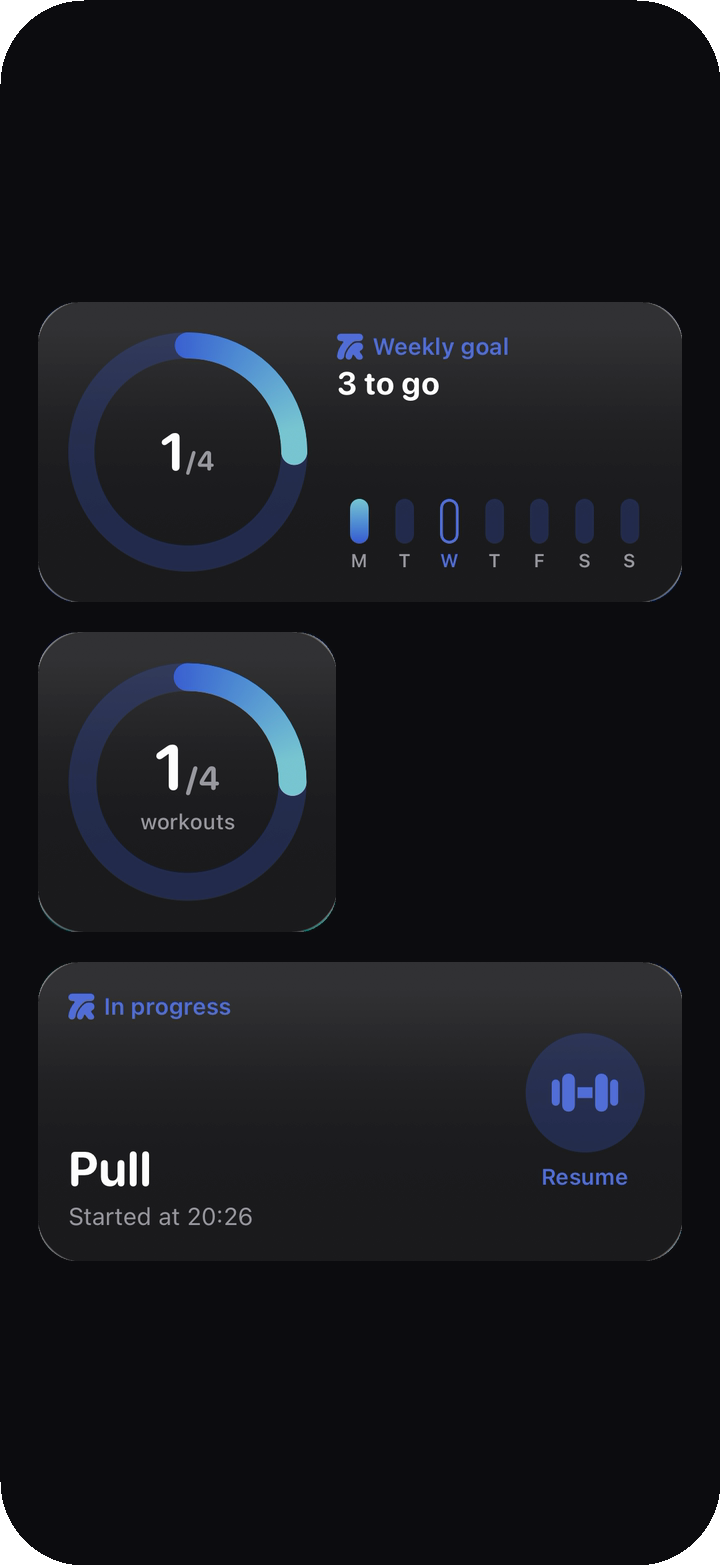 Weekly goal
3 to go
1/4
M T W T F S S
1/4
workouts
In progress
Pull
Started at 20:26
Resume